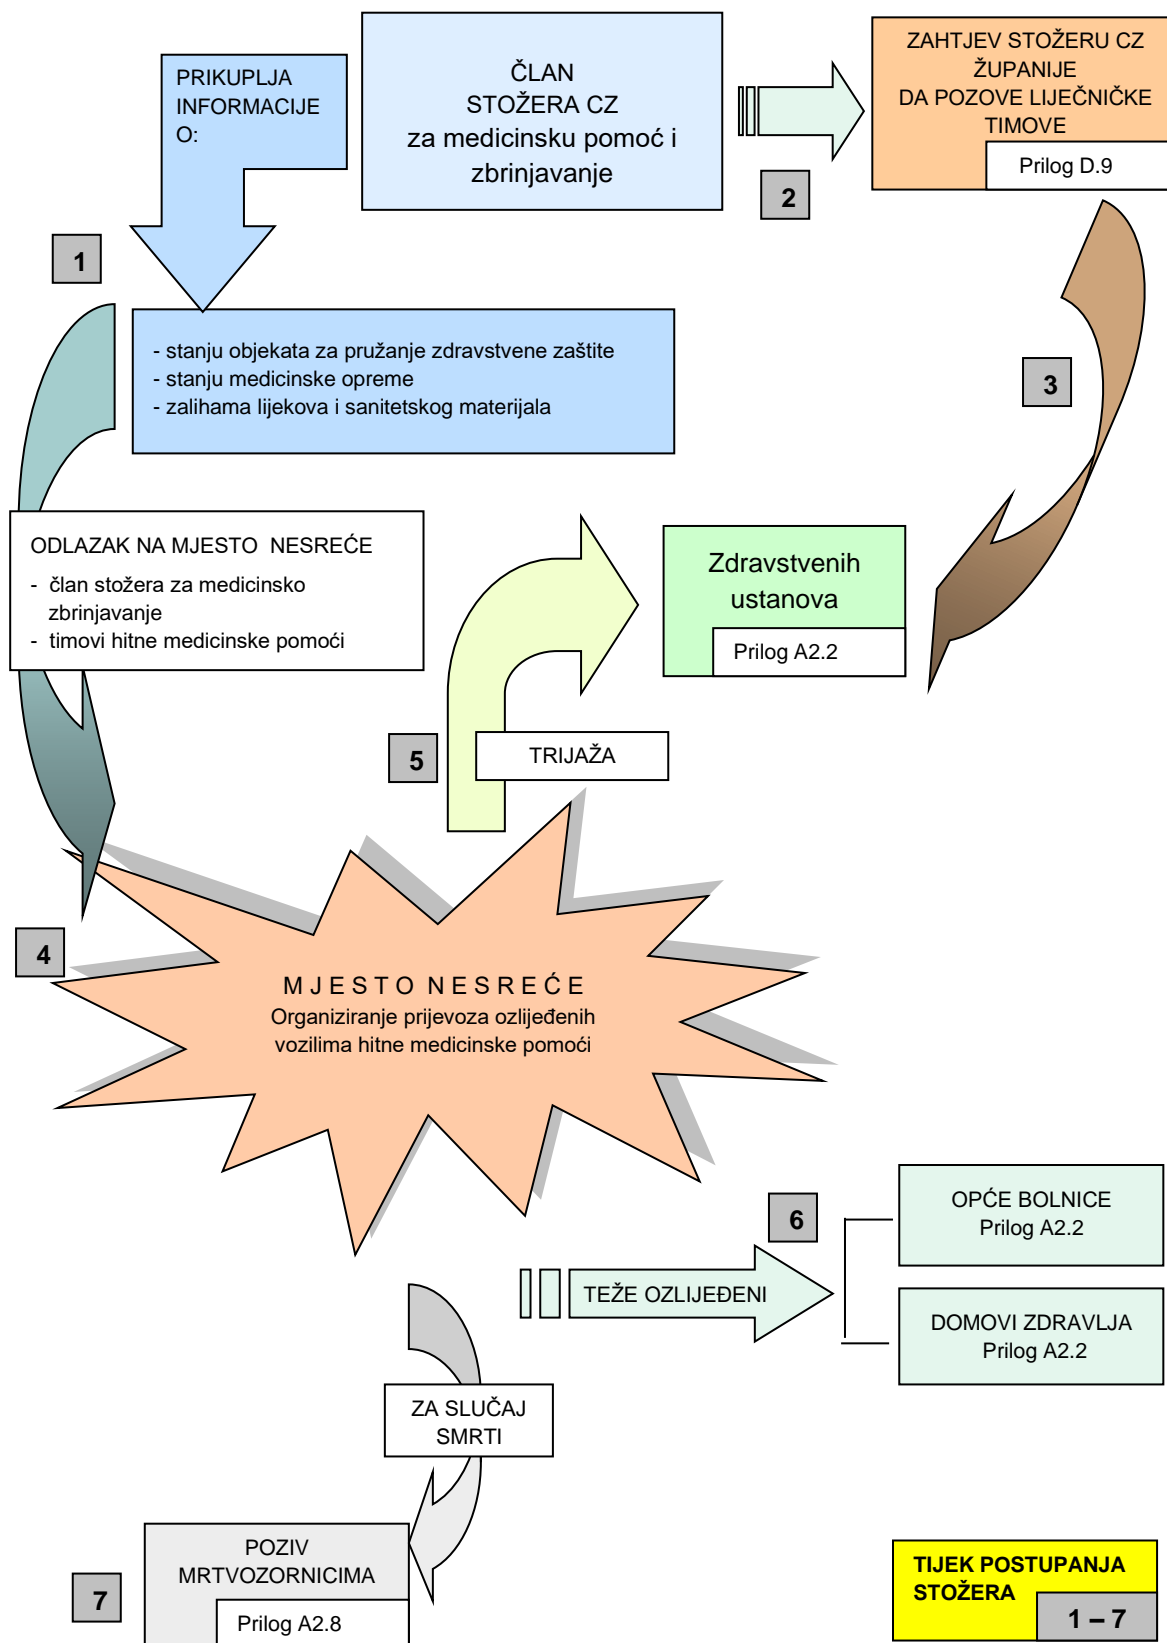 PRIKUPLJA
INFORMACIJE
O:
ČLAN
STOŽERA CZ
za medicinsku pomoć i
zbrinjavanje
ZAHTJEV STOŽERU CZ
ŽUPANIJE
DA POZOVE LIJEČNIČKE
TIMOVE
Prilog D.9
2
1
- stanju objekata za pružanje zdravstvene zaštite
- stanju medicinske opreme
- zalihama lijekova i sanitetskog materijala
3
ODLAZAK NA MJESTO NESREĆE
- član stožera za medicinsko
zbrinjavanje
- timovi hitne medicinske pomoći
Zdravstvenih
ustanova
Prilog A2.2
5
TRIJAŽA
4
M J E S T O N E S R E Ć E
Organiziranje prijevoza ozlijeđenih
vozilima hitne medicinske pomoći
6
OPĆE BOLNICE
Prilog A2.2
TEŽE OZLIJEĐENI
DOMOVI ZDRAVLJA
Prilog A2.2
ZA SLUČAJ
SMRTI
POZIV
MRTVOZORNICIMA
Prilog A2.8
7
TIJEK POSTUPANJA
STOŽERA
1 – 7